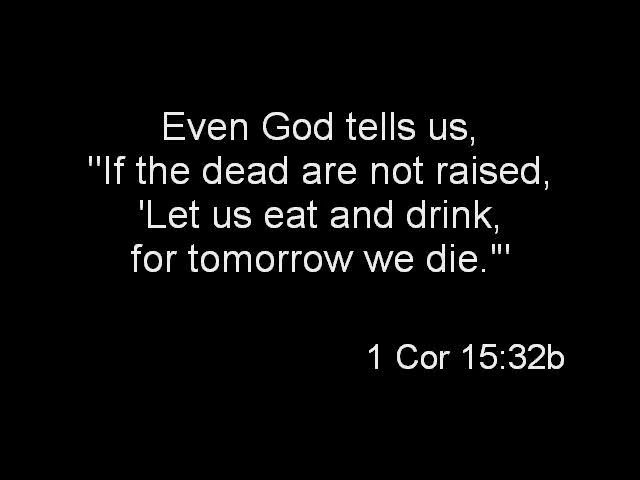 Even God tells us,
"If the dead are not raised,
'Let us eat and drink,
for tomorrow we die."'
1 Cor 15:32b